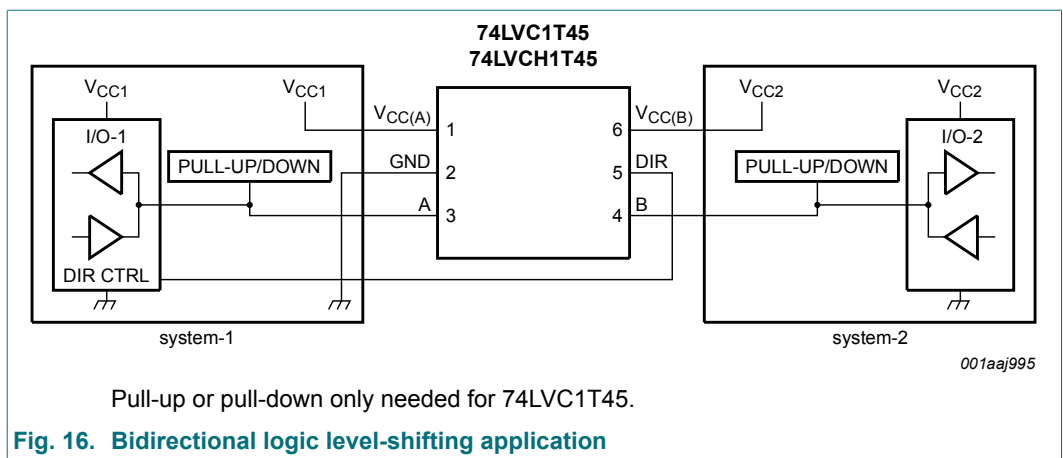 74LVC1T45
74LVCH1T45
VCC1
VCC1
VCC(A)
VCC(B)
VCC2
VCC2
I/O-1
1
6
I/O-2
PULL-UP/DOWN
GND
2
5
DIR
PULL-UP/DOWN
A
3
4
B
DIR CTRL
system-1
system-2
001aaj995
Pull-up or pull-down only needed for 74LVC1T45.
Fig. 16. Bidirectional logic level-shifting application